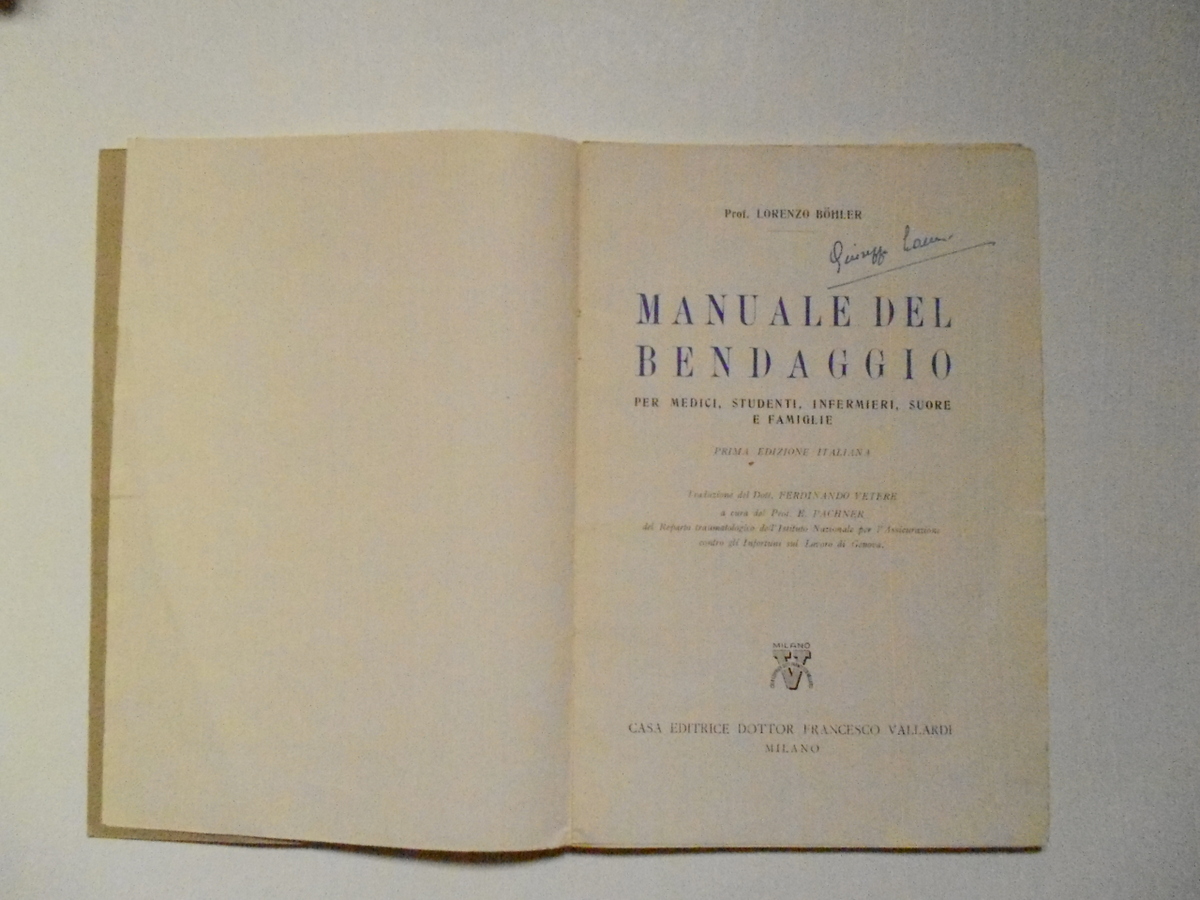 Prof. LORENZO BÖHLER
Giuseppe
MANUALE DEL
BENDAGGIO
PER MEDICI, STUDENTI, INFERMIERI, SUORE
E FAMIGLIE
PRIMA EDIZIONE ITALIANA
Traduzione del Dott. FERDINANDO VETERE
a cura del Prof. E. PACHNER
del Reparto traumatologico dell'Istituto Nazionale per l'Assicurazione
contro gli Infortuni sul Lavoro di Genova.
MILANO
V
CASA EDITRICE DOTTOR FRANCESCO VALLARDI
MILANO